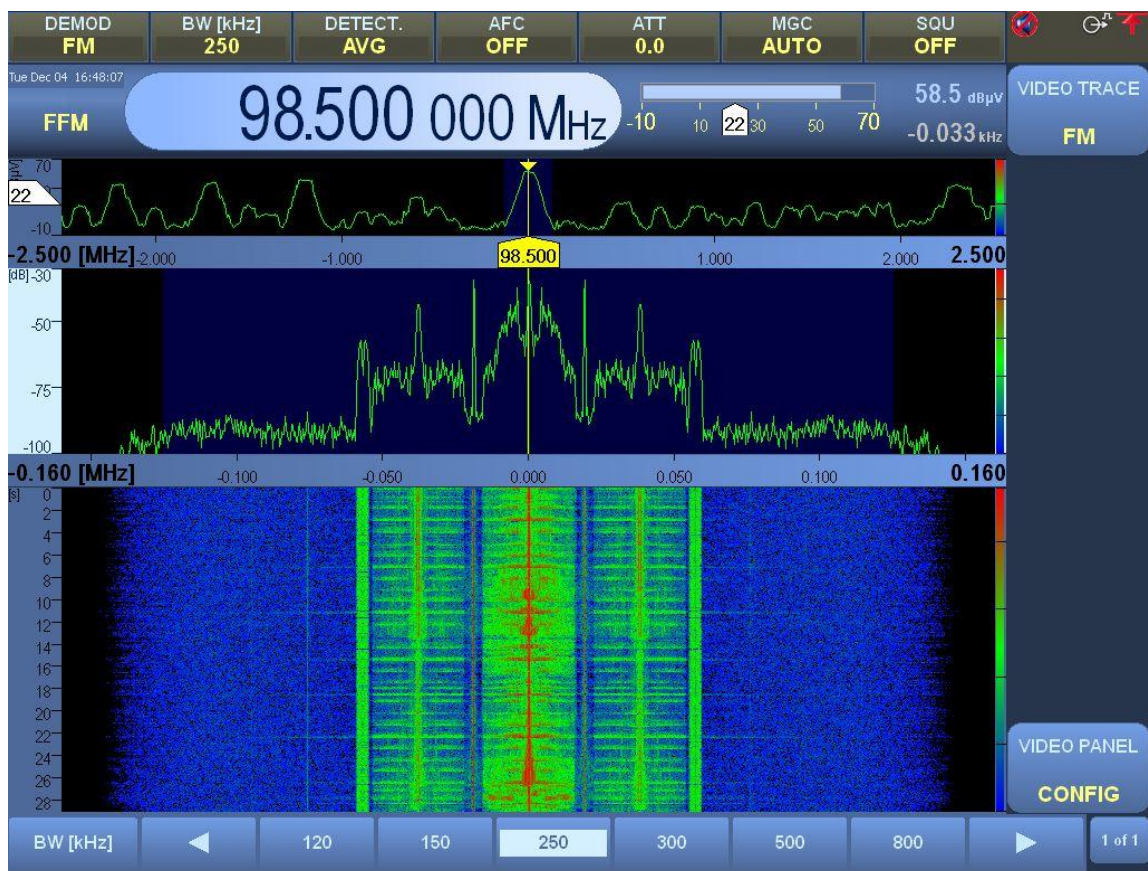 DEMOD BW [kHz] DETECT. AFC ATT MGC SQU
FM 250 AVG OFF 0.0 AUTO OFF
Tue Dec 04 16:48:07
FFM
98.500 000 MHz
-10 10 22 30 50 70
58.5 dBµV
-0.033 kHz
VIDEO TRACE
FM
70
22
-10
-2.500 [MHz] -2.000 -1.000 98.500 1.000 2.000 2.500
[dB] -30
-50
-75
-100
-0.160 [MHz] -0.100 -0.050 0.000 0.050 0.100 0.160
[s] 0
2
4
6
8
10
12
14
16
18
20
22
24
26
28
VIDEO PANEL
CONFIG
BW [kHz] 120 150 250 300 500 800 1 of 1